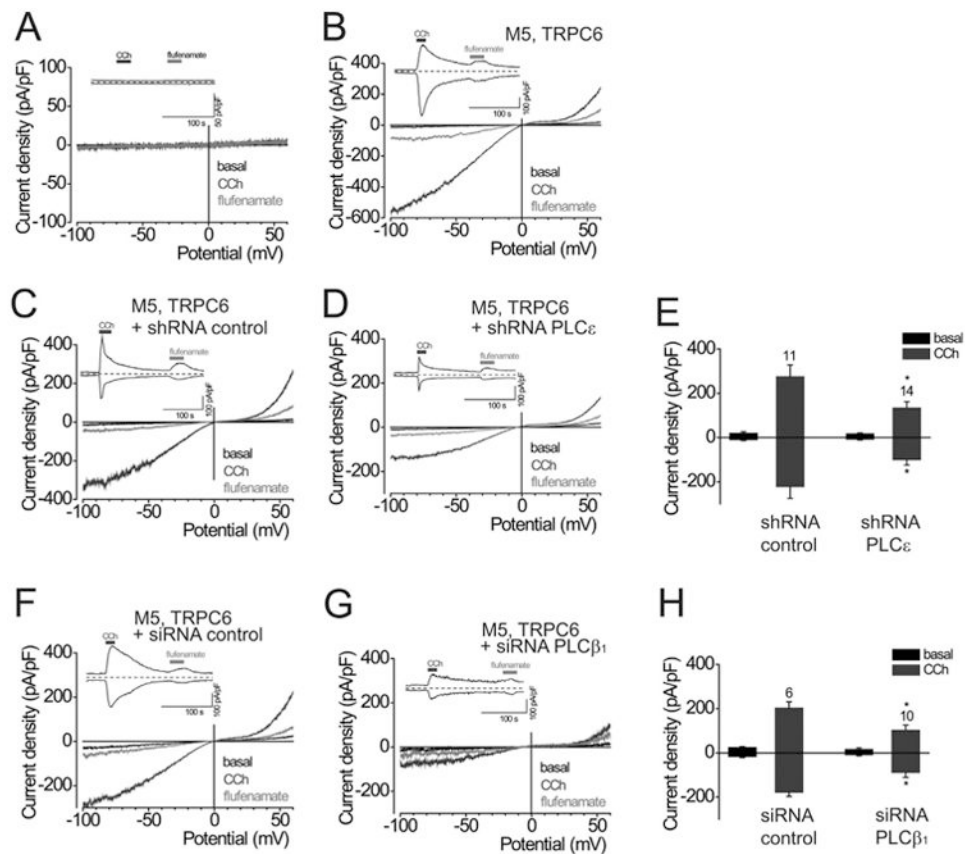 A
CCh
flufenamate
Current density (pA/pF)
100
75
50
25
0
-25
-50
-100
50 pA/pF
100 s
basal
CCh
flufenamate
-100
-50
0
50
Potential (mV)
B
M5, TRPC6
CCh
flufenamate
Current density (pA/pF)
400
200
0
-200
-400
-600
100 pA/pF
100 s
basal
CCh
flufenamate
-100
-50
0
50
Potential (mV)
C
M5, TRPC6
+ shRNA control
CCh
flufenamate
Current density (pA/pF)
400
200
0
-200
-400
100 pA/pF
100 s
basal
CCh
flufenamate
-100
-50
0
50
Potential (mV)
D
M5, TRPC6
+ shRNA PLCε
CCh
flufenamate
Current density (pA/pF)
400
200
0
-200
100 pA/pF
100 s
basal
CCh
flufenamate
-100
-50
0
50
Potential (mV)
E
basal
CCh
Current density (pA/pF)
400
200
0
200
11
*
14
*
shRNA
control
shRNA
PLCε
F
M5, TRPC6
+ siRNA control
CCh
flufenamate
Current density (pA/pF)
400
200
0
-200
100 pA/pF
100 s
basal
CCh
flufenamate
-100
-50
0
50
Potential (mV)
G
M5, TRPC6
+ siRNA PLCβ₁
CCh
flufenamate
Current density (pA/pF)
400
200
0
-200
100 pA/pF
100 s
basal
CCh
flufenamate
-100
-50
0
50
Potential (mV)
H
basal
CCh
Current density (pA/pF)
400
200
0
-200
6
*
10
*
siRNA
control
siRNA
PLCβ₁